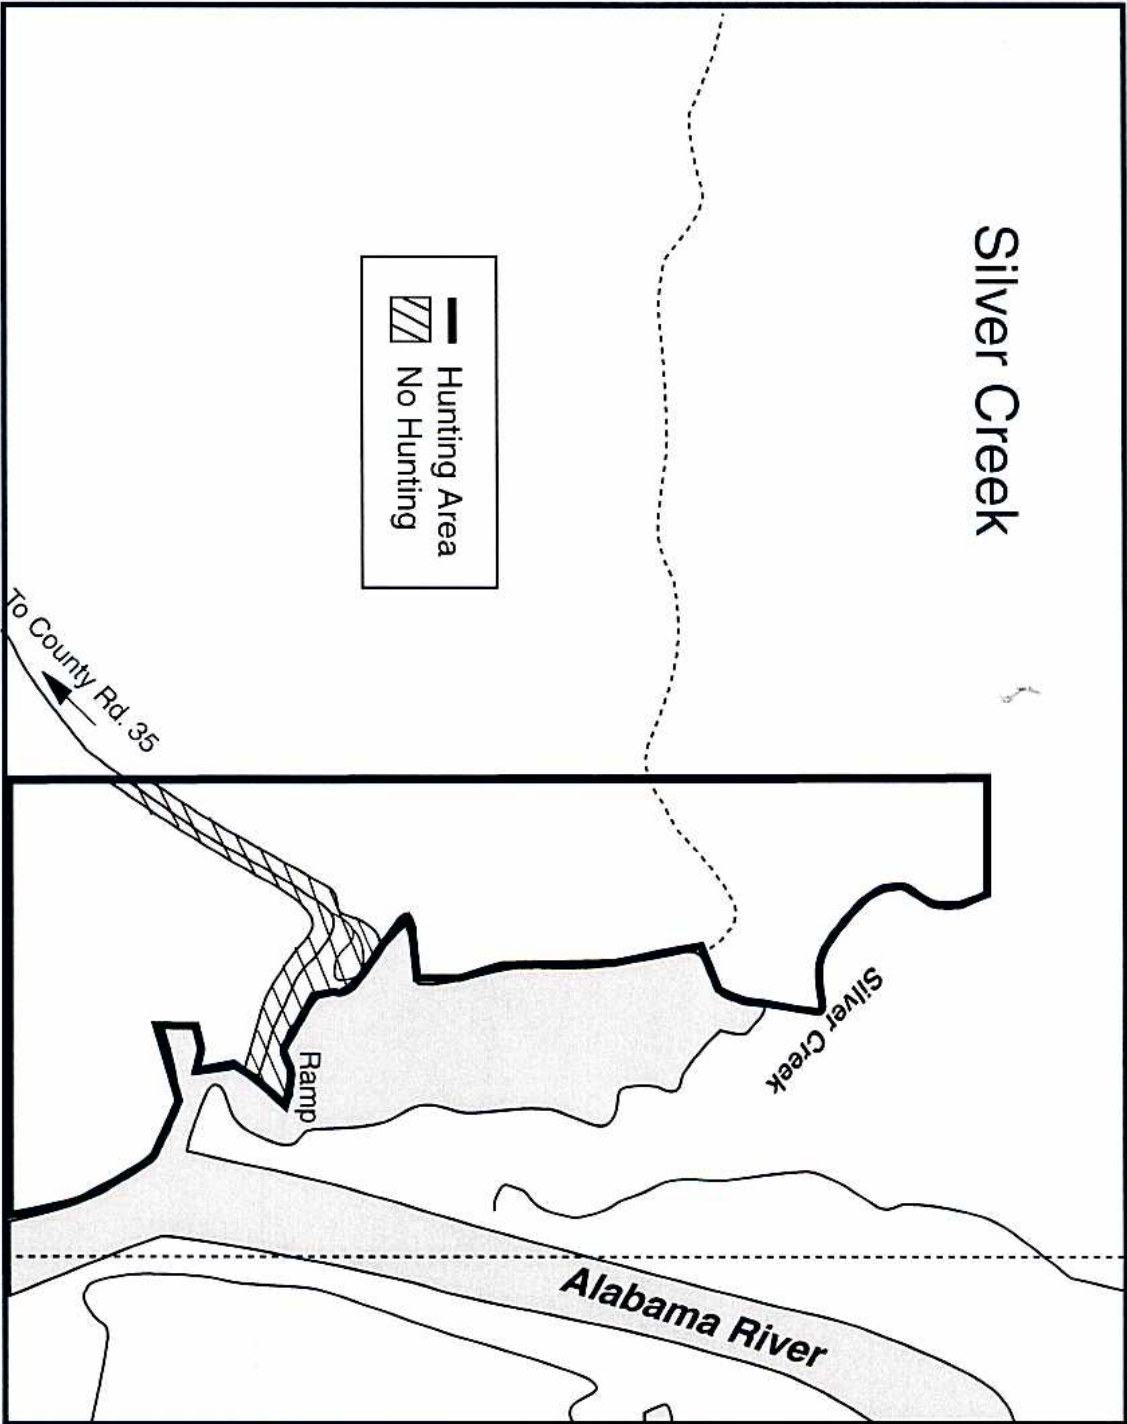 Silver Creek
Hunting Area
No Hunting
To County Rd. 35
Silver Creek
Ramp
Alabama River